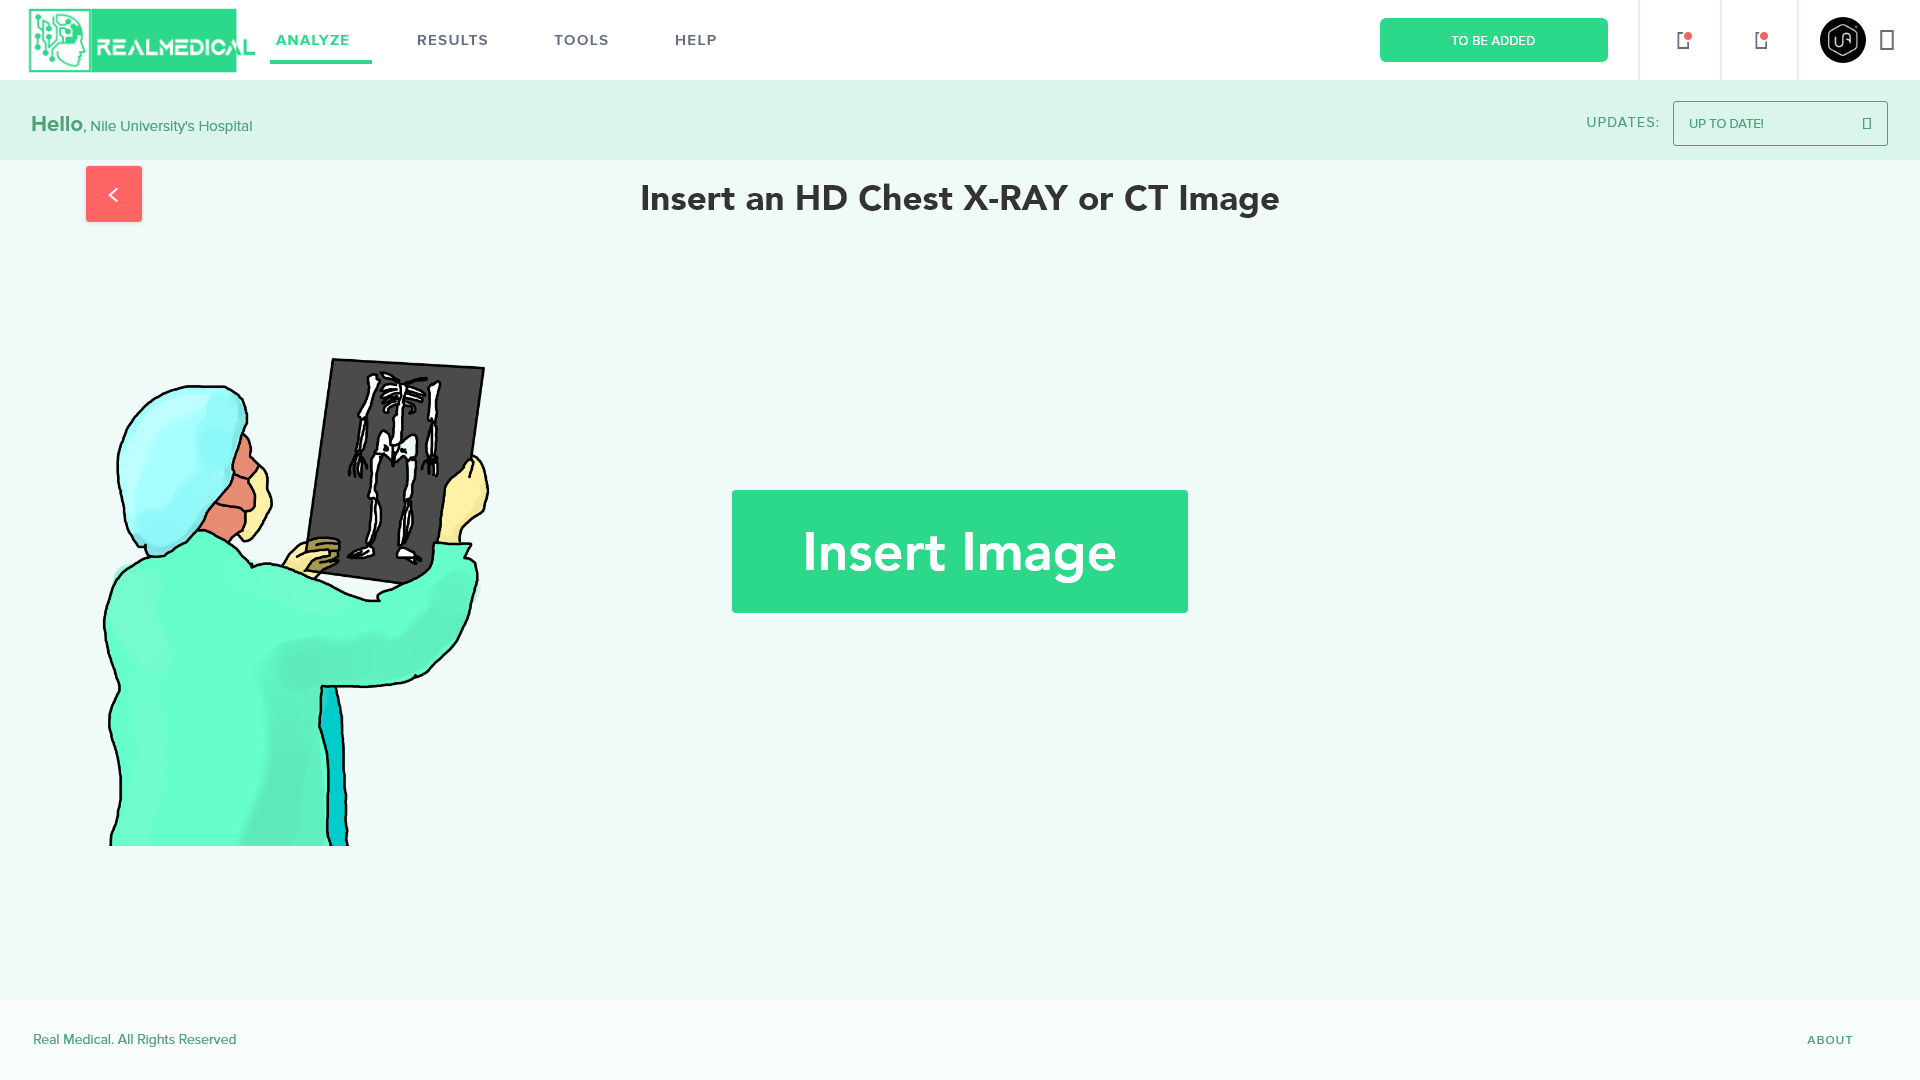 REALMEDICAL
ANALYZE
RESULTS
TOOLS
HELP
TO BE ADDED
Hello, Nile University's Hospital
UPDATES:
UP TO DATE!
<
Insert an HD Chest X-RAY or CT Image
Insert Image
Real Medical. All Rights Reserved
ABOUT